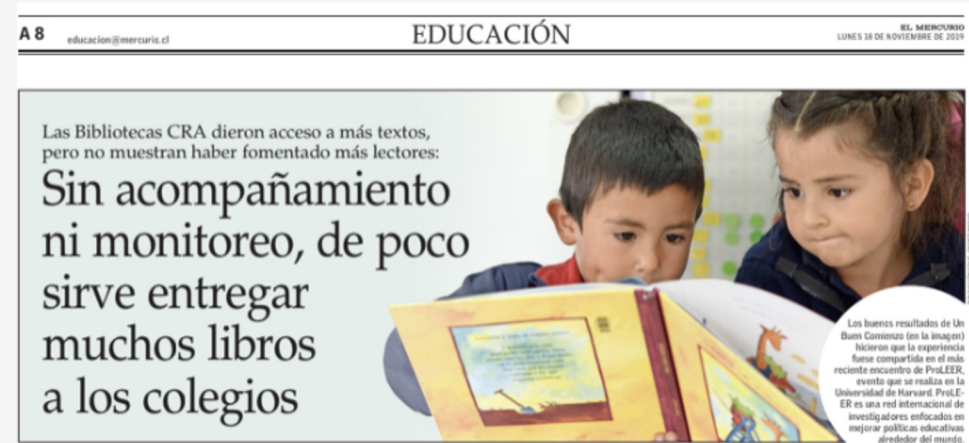 A 8
educacion@mercurio.cl
EDUCACIÓN
EL MERCURIO
LUNES 18 DE NOVIEMBRE DE 2019
Las Bibliotecas CRA dieron acceso a más textos,
pero no muestran haber fomentado más lectores:
Sin acompañamiento
ni monitoreo, de poco
sirve entregar
muchos libros
a los colegios
Los buenos resultados de Un
Buen Comienzo (en la imagen)
hicieron que la experiencia
fuese compartida en el más
reciente encuentro de ProLEER,
evento que se realiza en la
Universidad de Harvard. ProLE-
ER es una red internacional de
investigadores enfocados en
mejorar políticas educativas
alrededor del mundo.